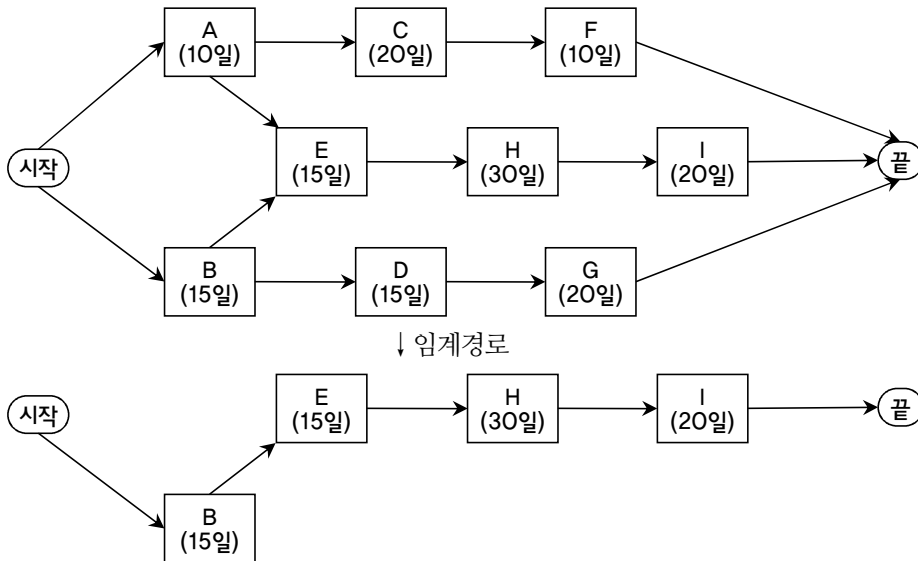 A
(10일)
C
(20일)
F
(10일)
시작
E
(15일)
H
(30일)
I
(20일)
끝
B
(15일)
D
(15일)
G
(20일)
↓ 임계경로
시작
E
(15일)
H
(30일)
I
(20일)
끝
B
(15일)